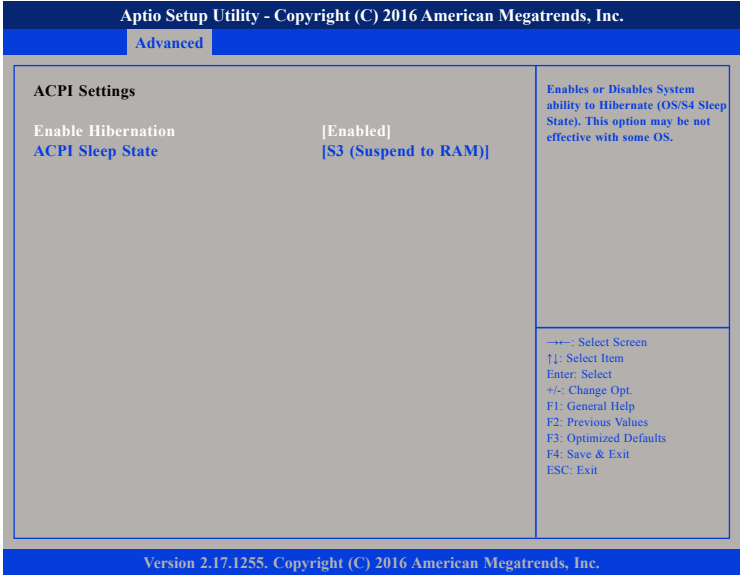 Aptio Setup Utility - Copyright (C) 2016 American Megatrends, Inc.
Advanced
ACPI Settings
Enable Hibernation [Enabled]
ACPI Sleep State [S3 (Suspend to RAM)]
Enables or Disables System
ability to Hibernate (OS/S4 Sleep
State). This option may be not
effective with some OS.
→←: Select Screen
↑↓: Select Item
Enter: Select
+/-: Change Opt.
F1: General Help
F2: Previous Values
F3: Optimized Defaults
F4: Save & Exit
ESC: Exit
Version 2.17.1255. Copyright (C) 2016 American Megatrends, Inc.